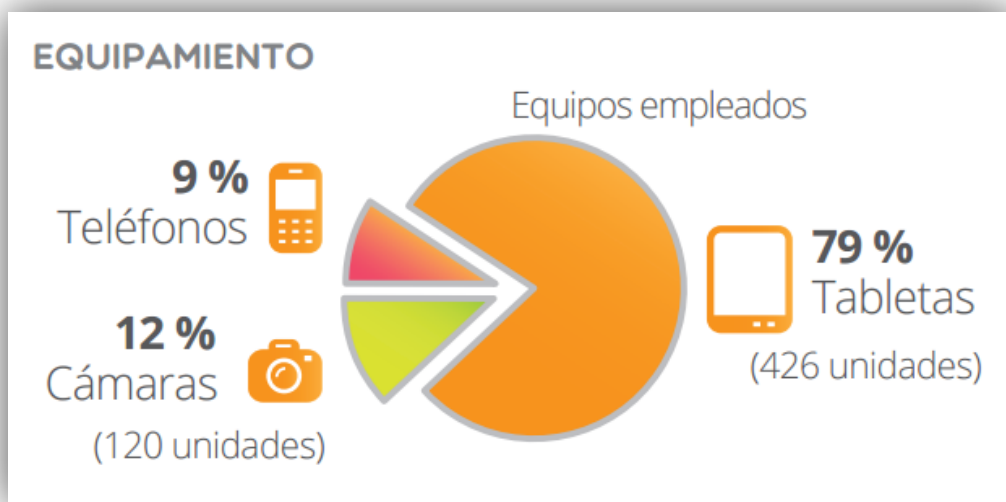 EQUIPAMIENTO
Equipos empleados
9 %
Teléfonos
12 %
Cámaras
(120 unidades)
79 %
Tabletas
(426 unidades)